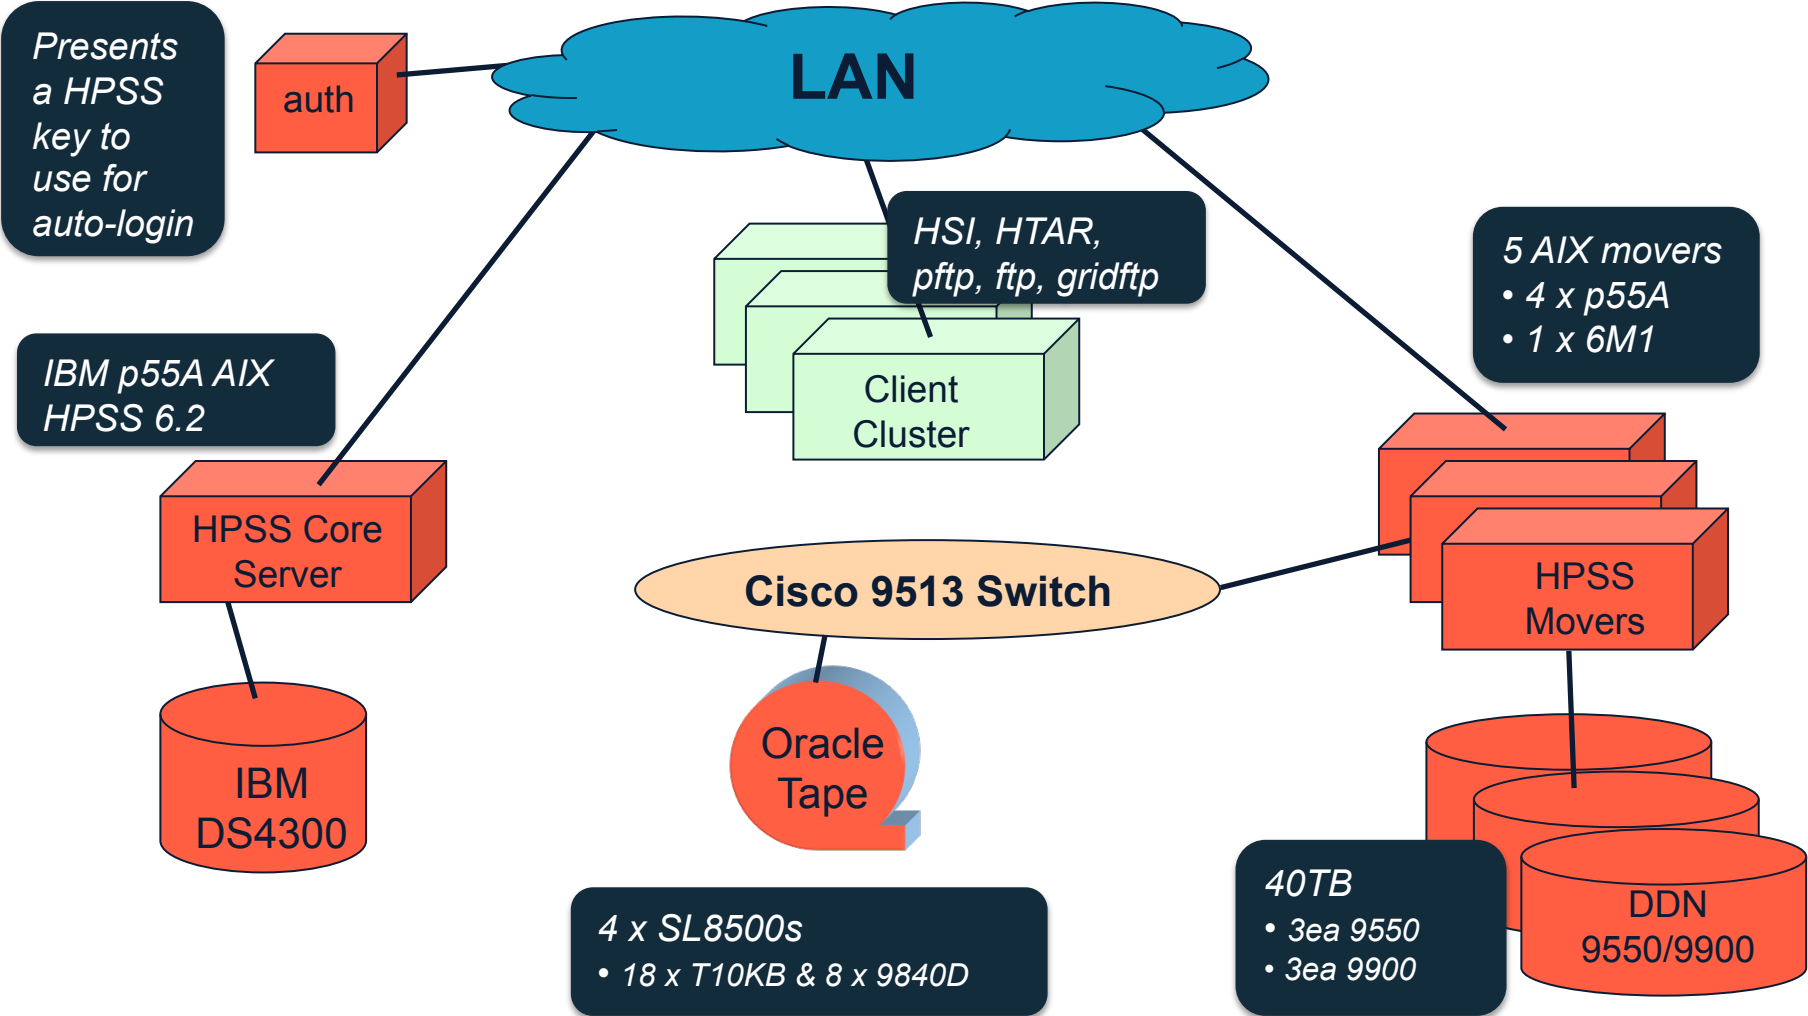 Presents
a HPSS
key to
use for
auto-login
auth
LAN
HSI, HTAR,
pftp, ftp, gridftp
5 AIX movers
• 4 x p55A
• 1 x 6M1
IBM p55A AIX
HPSS 6.2
Client
Cluster
HPSS Core
Server
Cisco 9513 Switch
HPSS
Movers
IBM
DS4300
Oracle
Tape
4 x SL8500s
• 18 x T10KB & 8 x 9840D
40TB
• 3ea 9550
• 3ea 9900
DDN
9550/9900